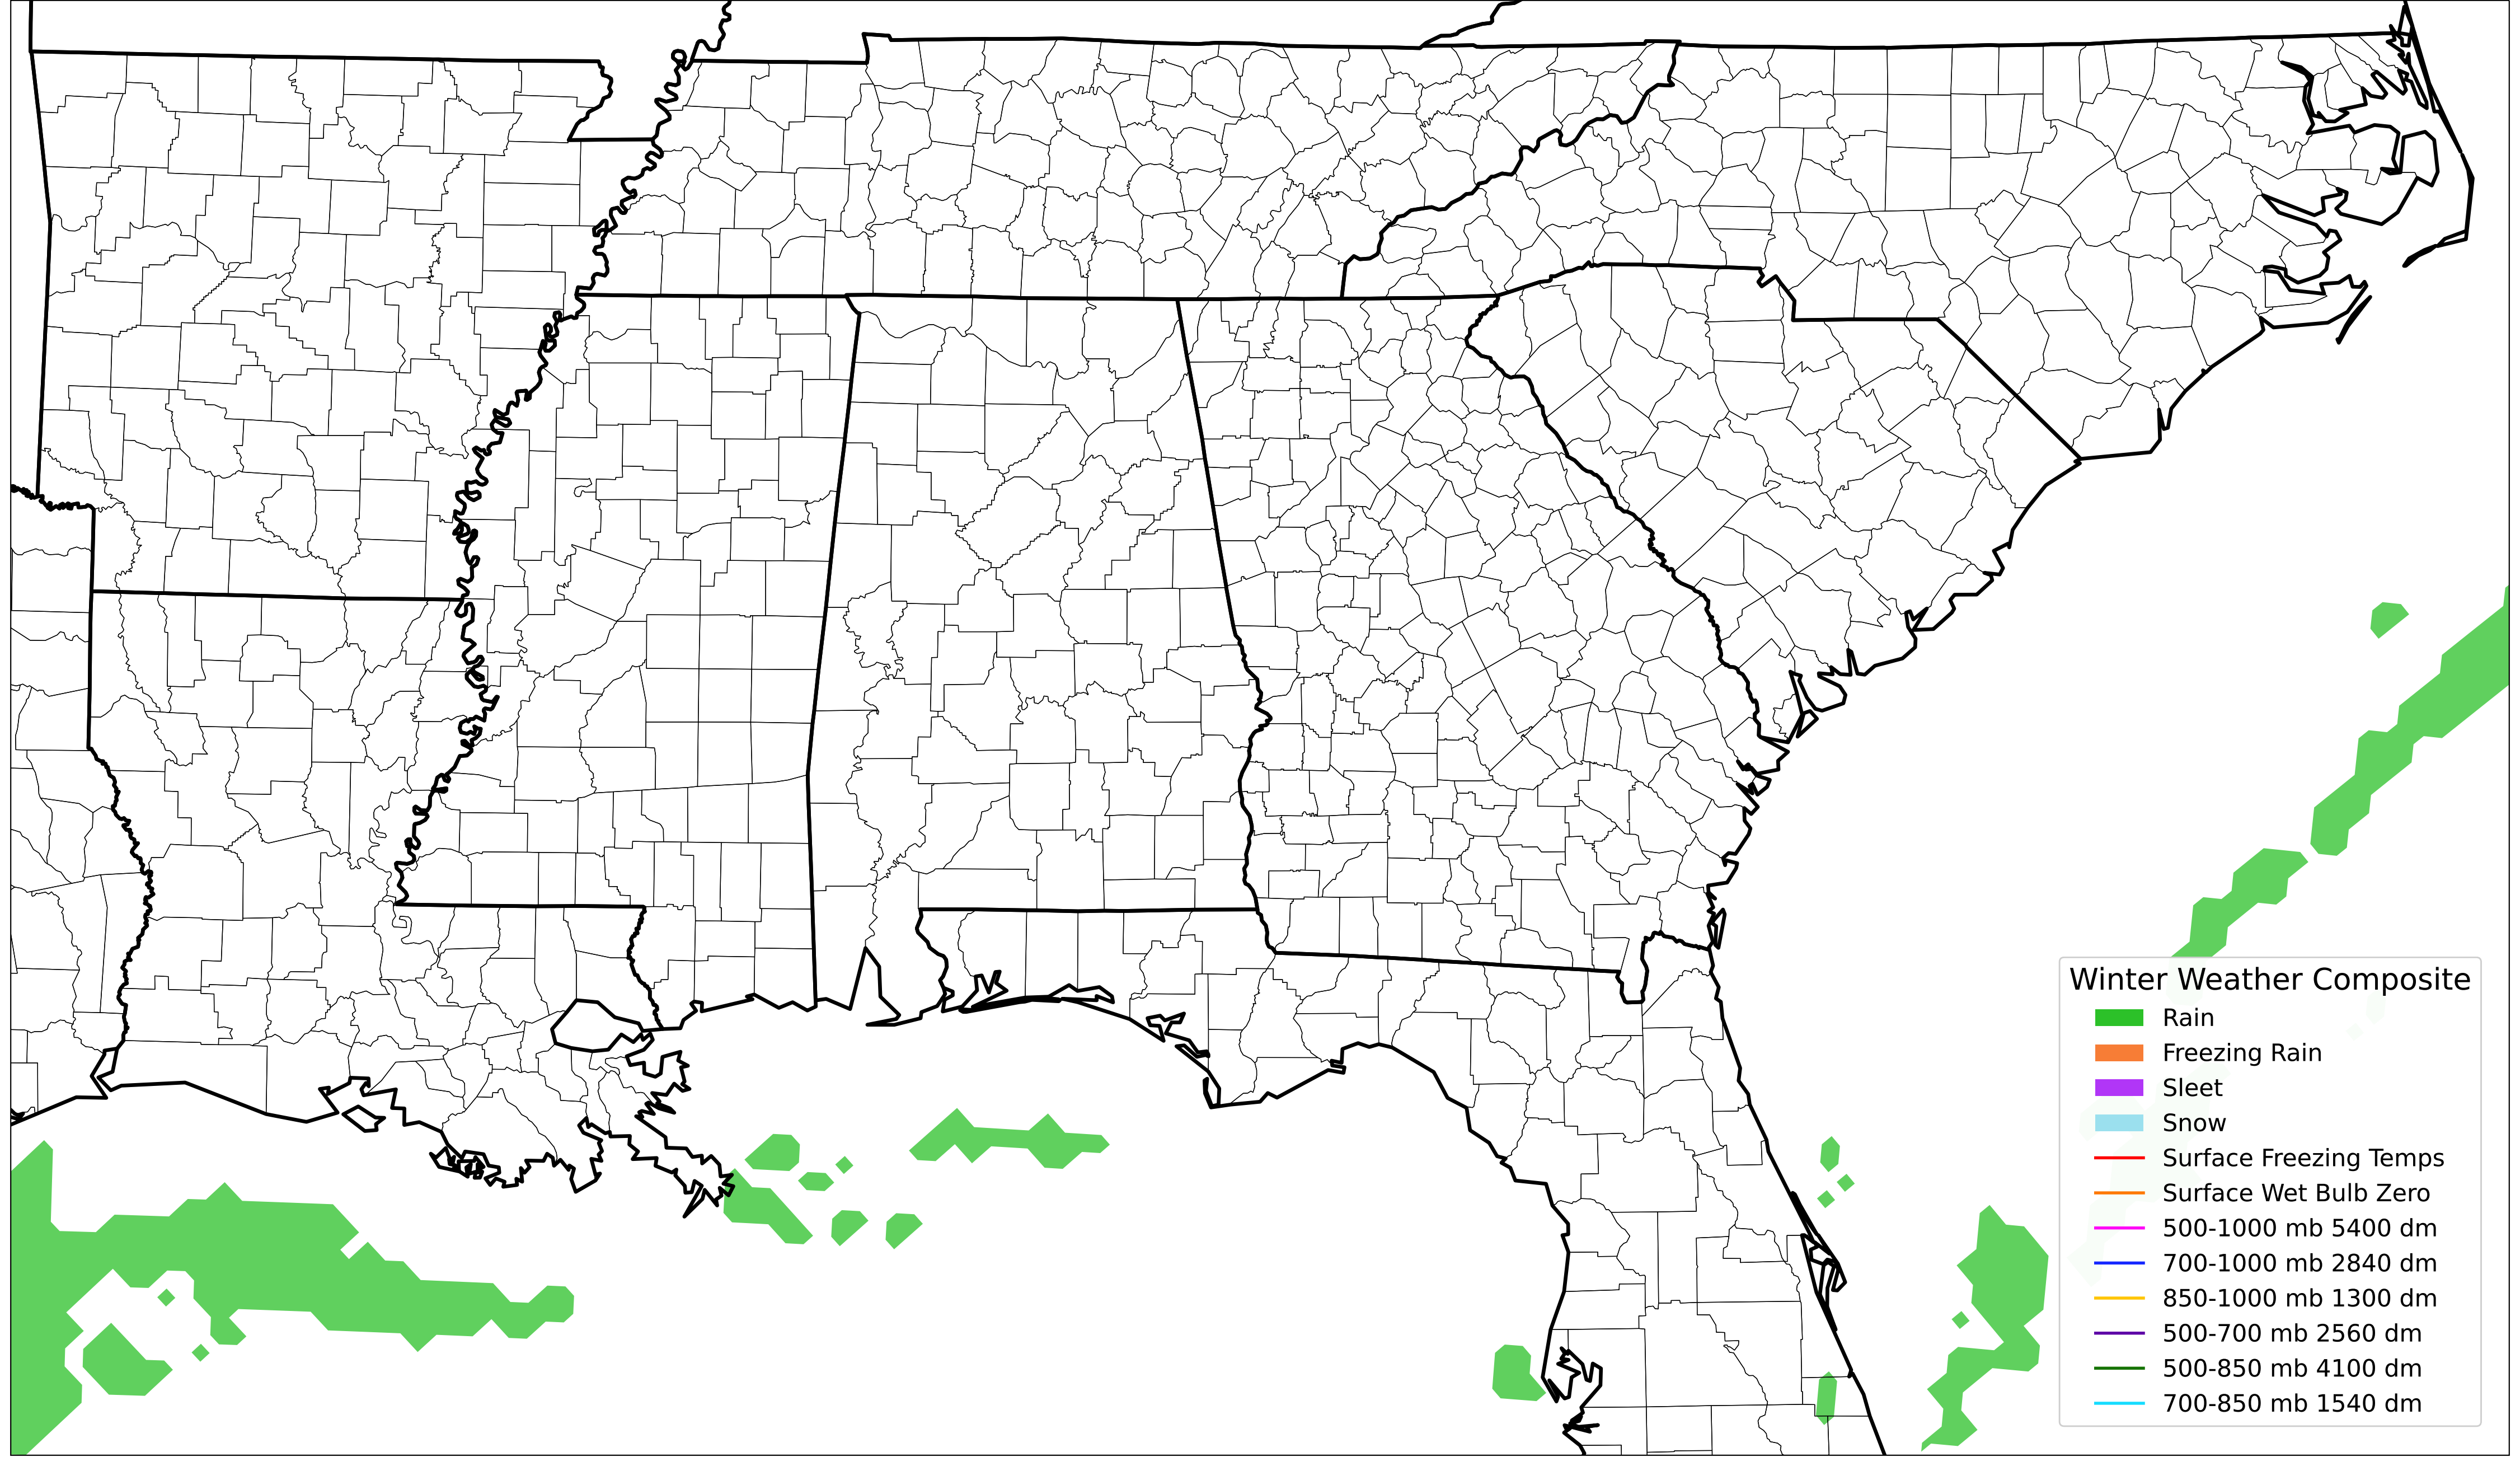 Winter Weather Composite
Rain
Freezing Rain
Sleet
Snow
Surface Freezing Temps
Surface Wet Bulb Zero
500-1000 mb 5400 dm
700-1000 mb 2840 dm
850-1000 mb 1300 dm
500-700 mb 2560 dm
500-850 mb 4100 dm
700-850 mb 1540 dm